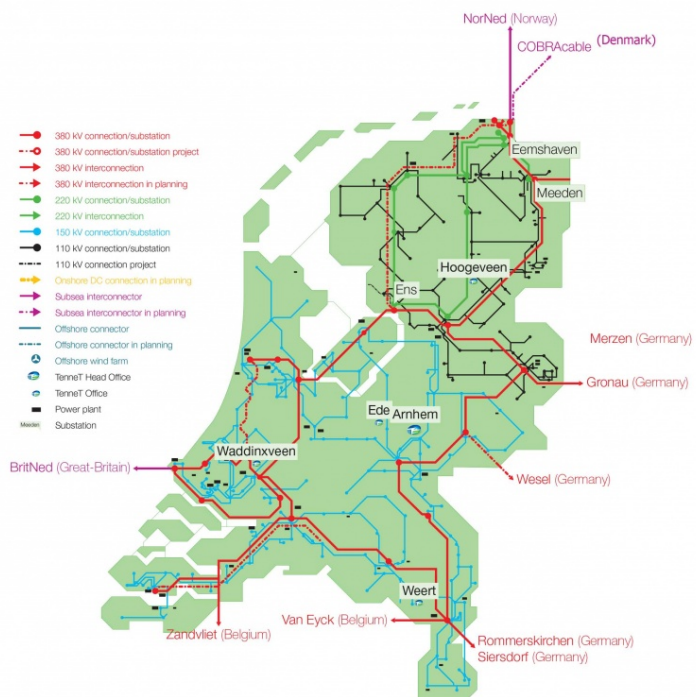 NorNed (Norway)
COBRAcable (Denmark)
380 kV connection/substation
380 kV connection/substation project
380 kV interconnection
380 kV interconnection in planning
220 kV connection/substation
220 kV interconnection
150 kV connection/substation
110 kV connection/substation
110 kV connection project
Onshore DC connection in planning
Subsea interconnector
Subsea interconnector in planning
Offshore connector
Offshore connector in planning
Offshore wind farm
TenneT Head Office
TenneT Office
Power plant
Meeden Substation
Eemshaven
Meeden
Hoogeveen
Ens
Merzen (Germany)
Gronau (Germany)
Ede
Arnhem
Waddinxveen
BritNed (Great-Britain)
Wesel (Germany)
Weert
Van Eyck (Belgium)
Zandvliet (Belgium)
Rommerskirchen (Germany)
Siersdorf (Germany)